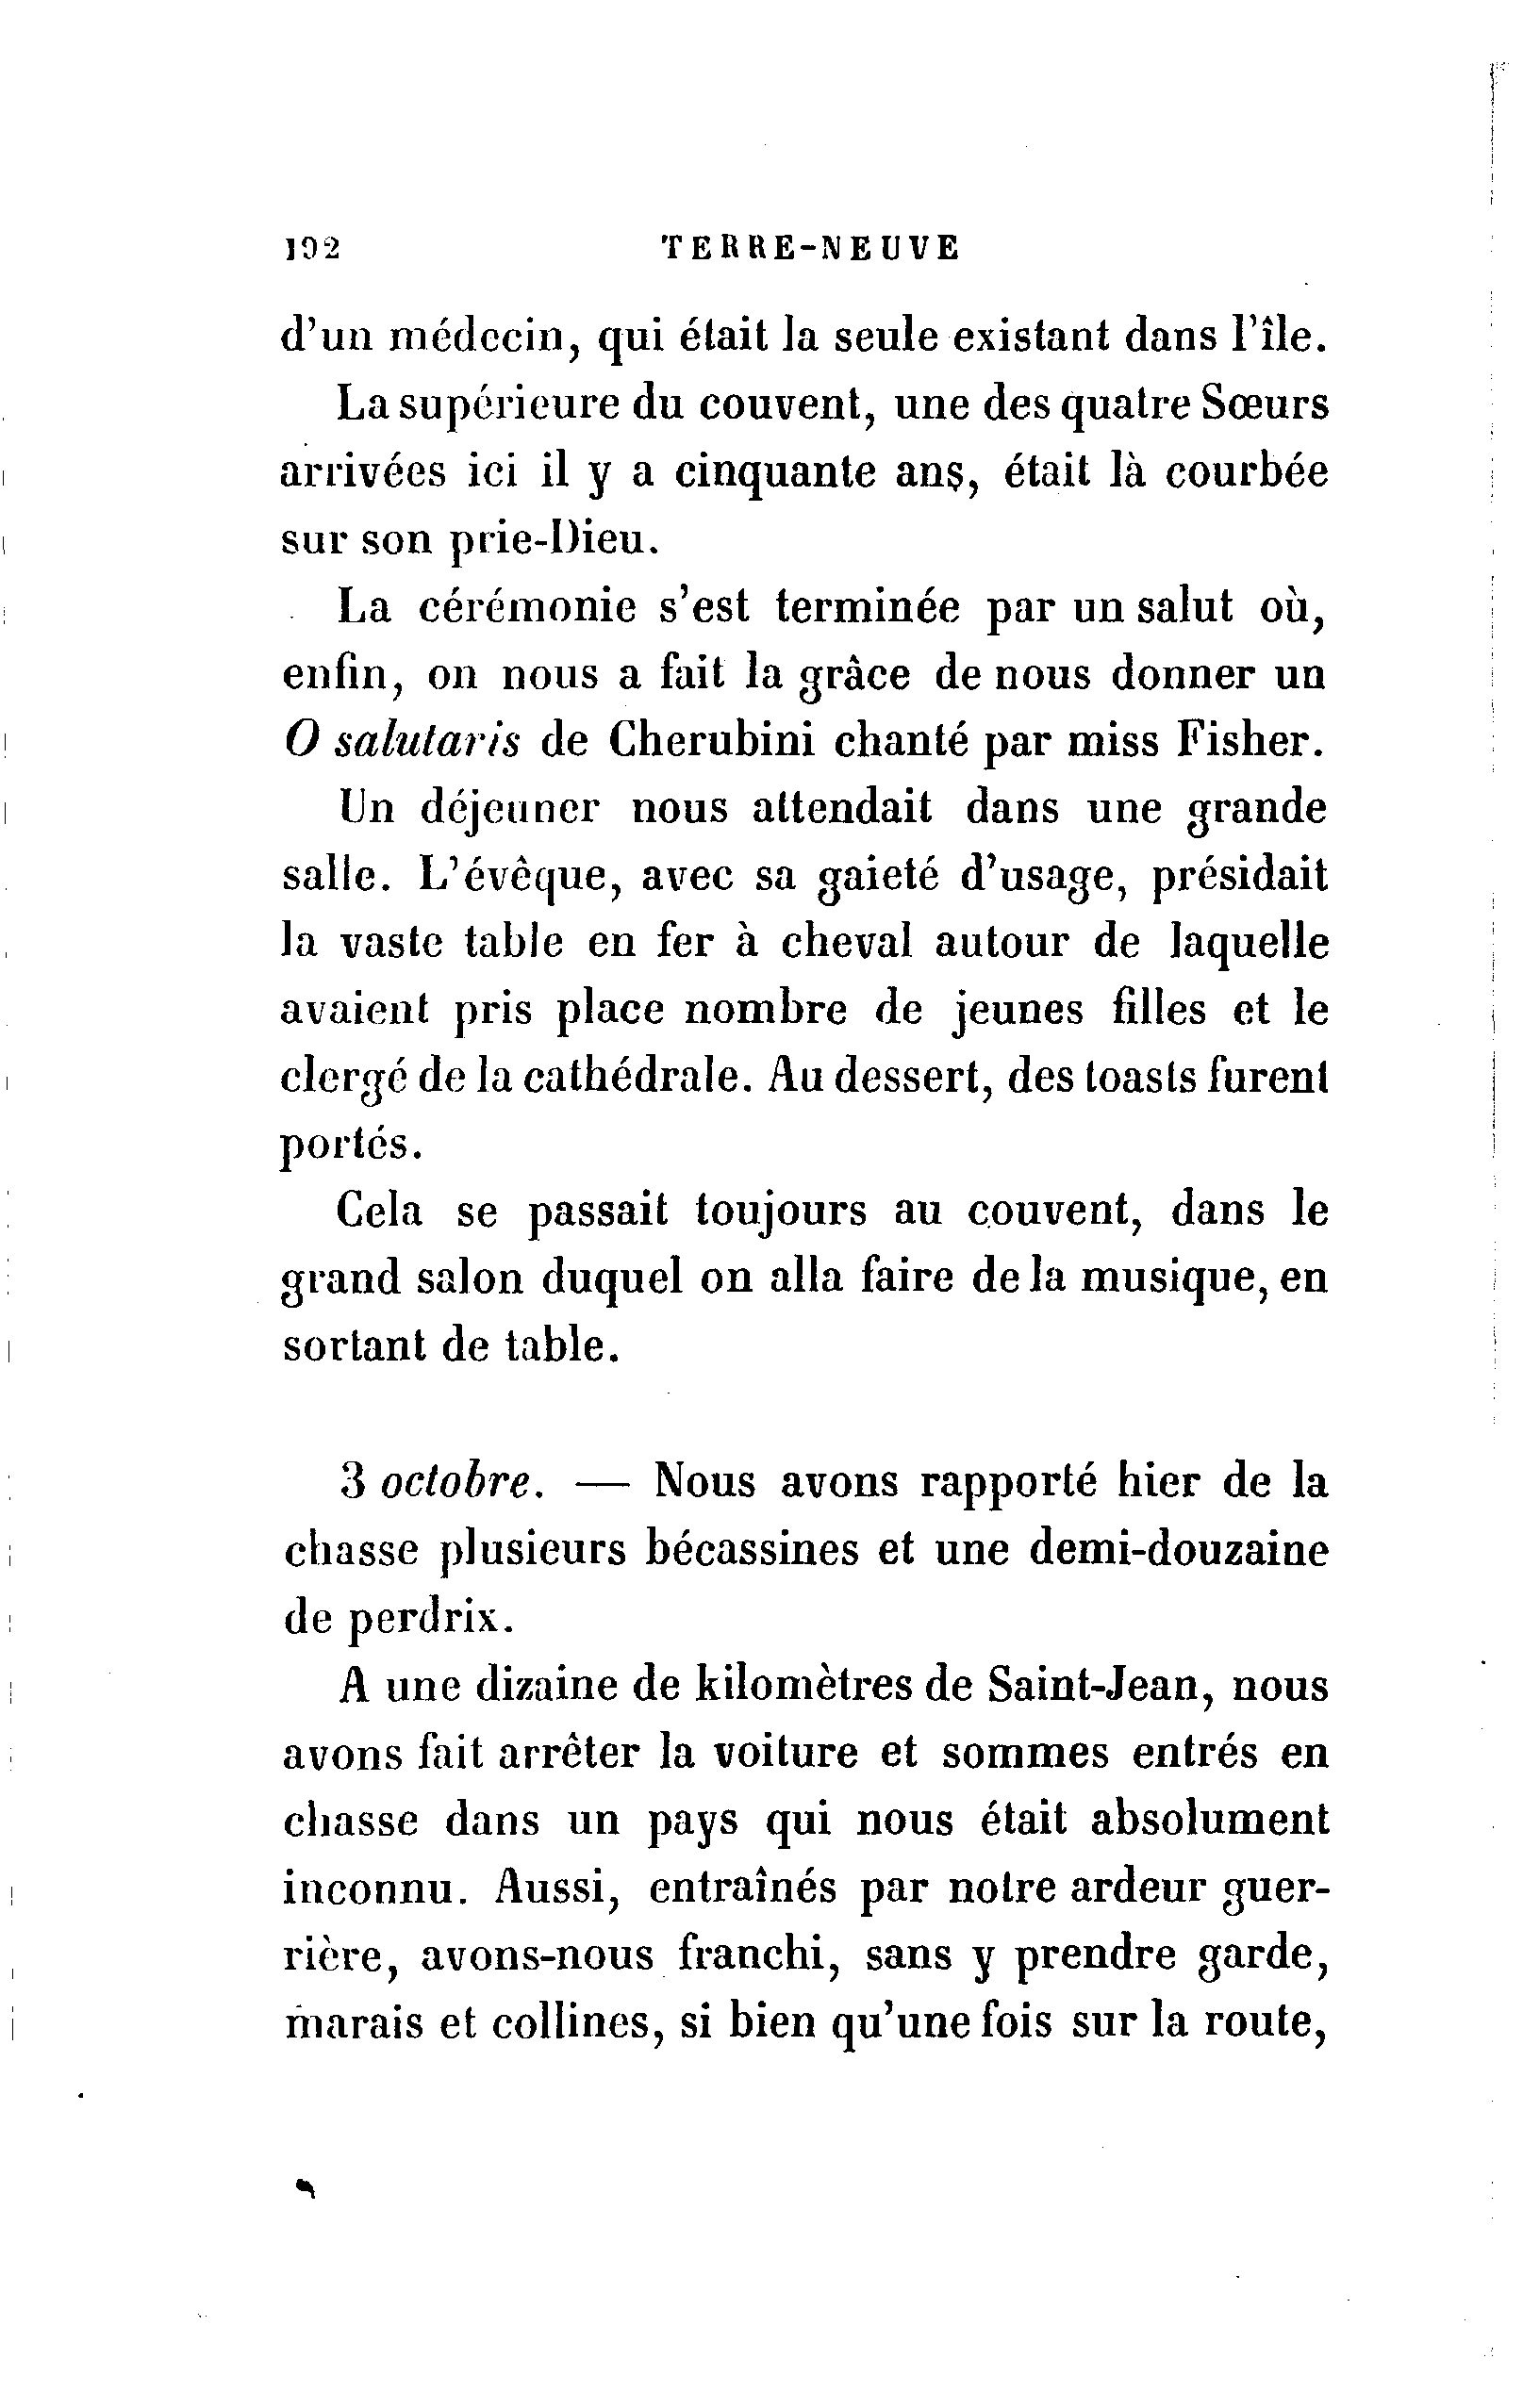 192 TERRE-NEUVE
d'un médecin, qui était la seule existant dans l'île.
La supérieure du couvent, une des quatre Sœurs
arrivées ici il y a cinquante ans, était là courbée
sur son prie-Dieu.
La cérémonie s'est terminée par un salut où,
enfin, on nous a fait la grâce de nous donner un
O salutaris de Cherubini chanté par miss Fisher.
Un déjeuner nous attendait dans une grande
salle. L'évêque, avec sa gaieté d'usage, présidait
la vaste table en fer à cheval autour de laquelle
avaient pris place nombre de jeunes filles et le
clergé de la cathédrale. Au dessert, des toasts furent
portés.
Cela se passait toujours au couvent, dans le
grand salon duquel on alla faire de la musique, en
sortant de table.
3 octobre. — Nous avons rapporté hier de la
chasse plusieurs bécassines et une demi-douzaine
de perdrix.
A une dizaine de kilomètres de Saint-Jean, nous
avons fait arrêter la voiture et sommes entrés en
chasse dans un pays qui nous était absolument
inconnu. Aussi, entraînés par notre ardeur guer-
rière, avons-nous franchi, sans y prendre garde,
marais et collines, si bien qu'une fois sur la route,